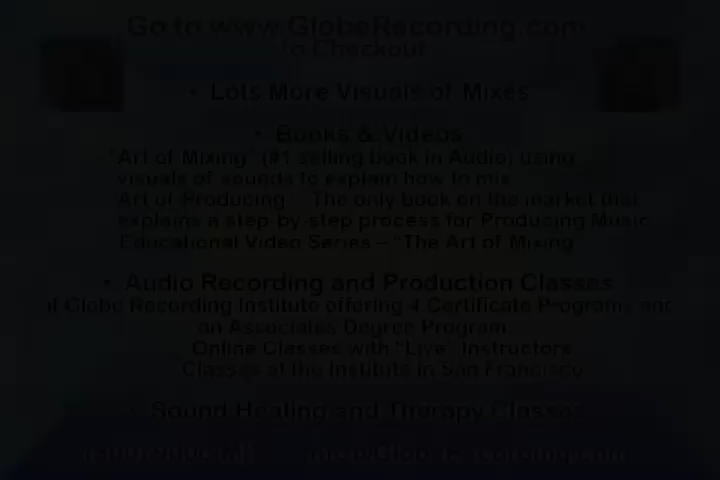 Go to www.GlobeRecording.com
to Checkout
• Lots More Visuals of Mixes
• Books & Videos
"Art of Mixing" (#1 selling book in Audio) using
visuals of sounds to explain how to mix
Art of Producing – The only book on the market that
explains a step-by-step process for Producing Music
Educational Video Series – "The Art of Mixing"
• Audio Recording and Production Classes
at Globe Recording Institute offering 4 Certificate Programs and
an Associates Degree Program
Online Classes with "Live" Instructors
Classes at the Institute in San Francisco
• Sound Healing and Therapy Classes